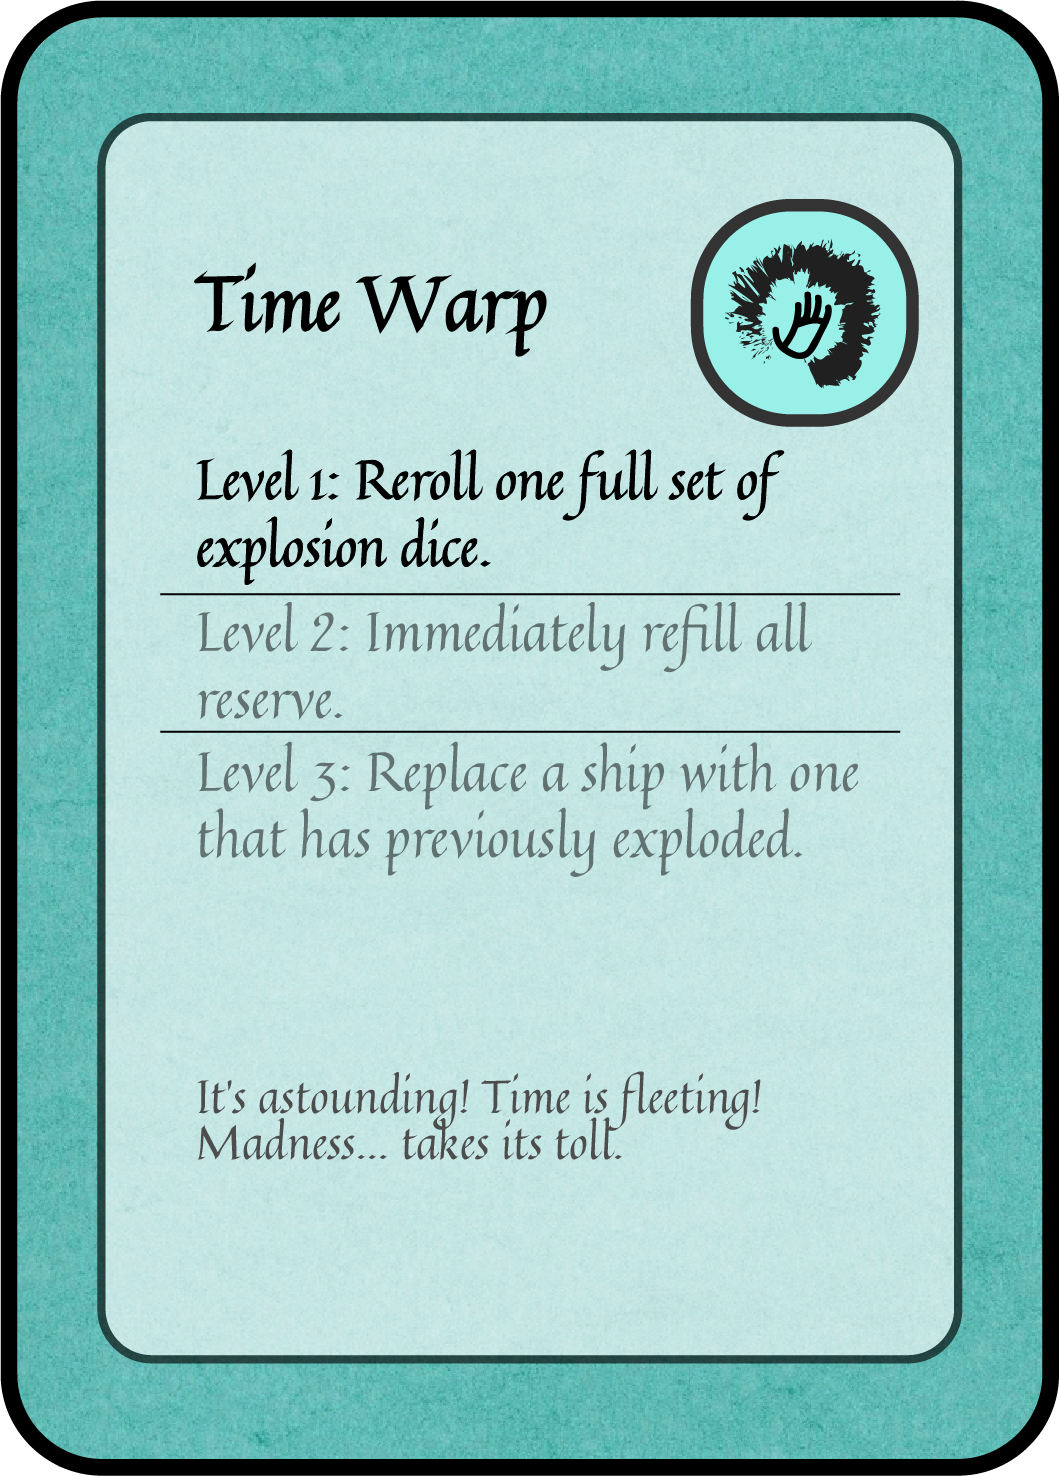 Time Warp
Level 1: Reroll one full set of
explosion dice.
Level 2: Immediately refill all
reserve.
Level 3: Replace a ship with one
that has previously exploded.
It's astounding! Time is fleeting!
Madness... takes its toll.